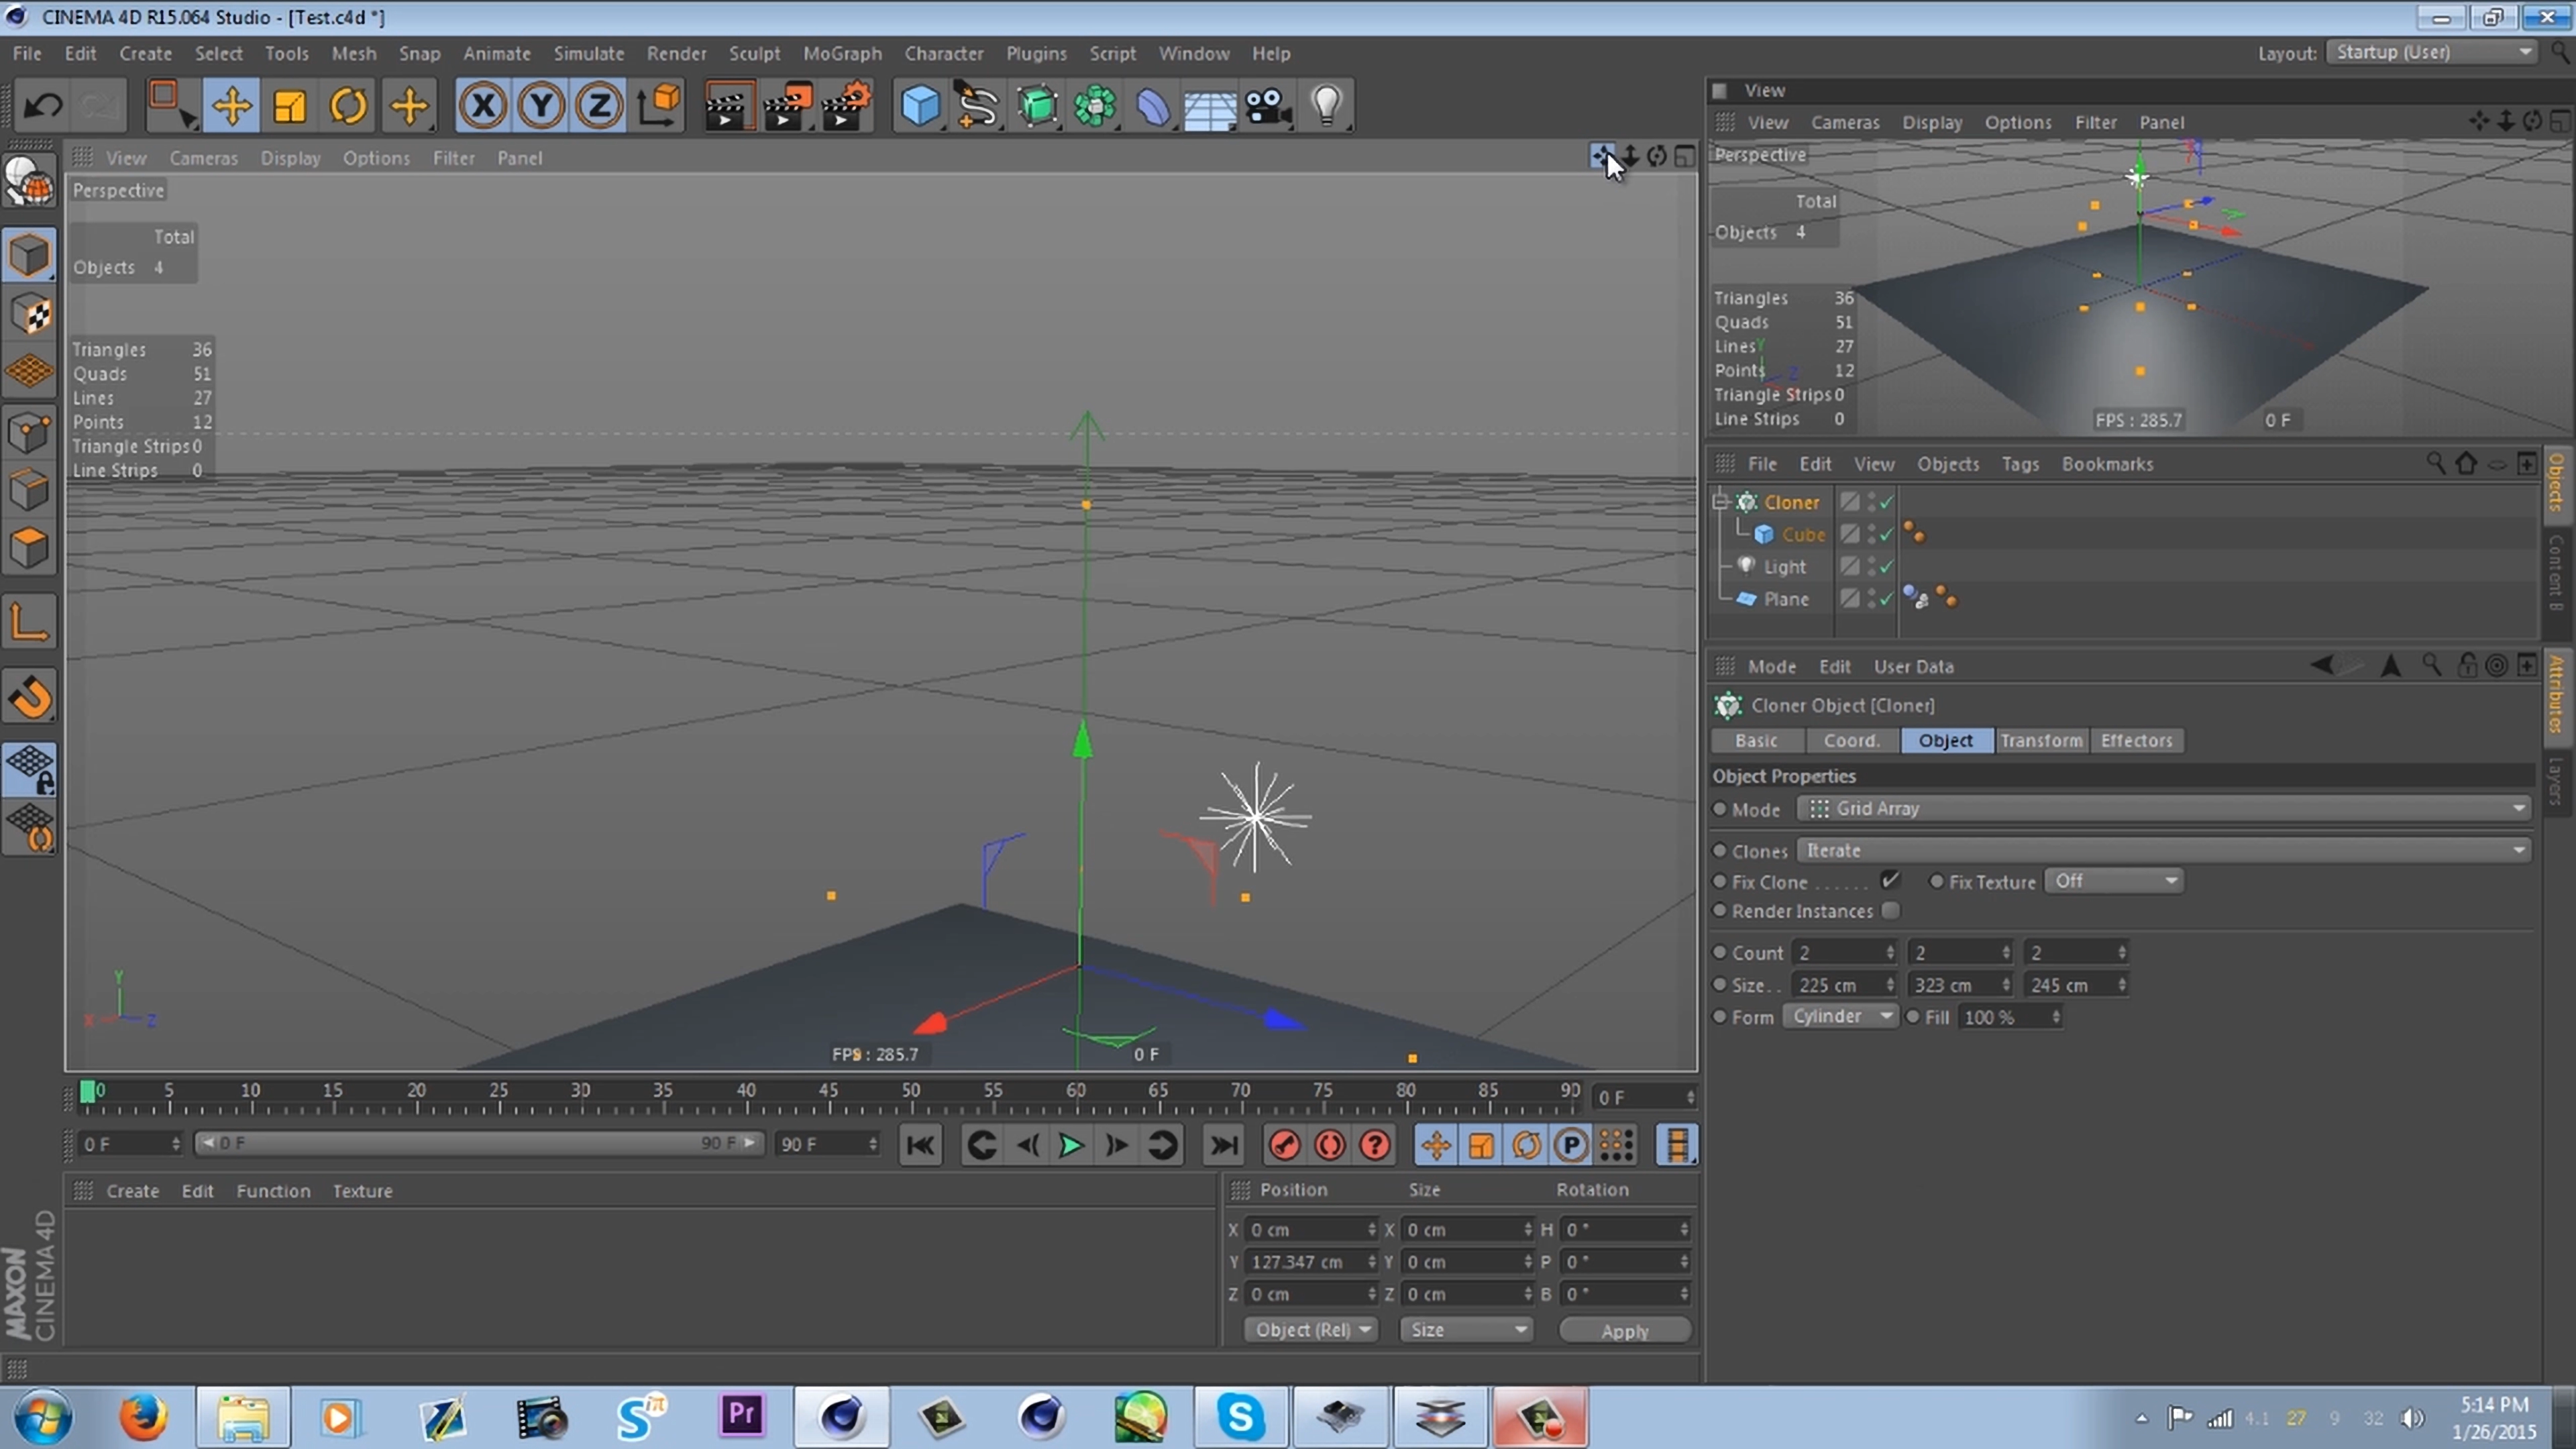 CINEMA 4D R15.064 Studio - [Test.c4d *]
File Edit Create Select Tools Mesh Snap Animate Simulate Render Sculpt MoGraph Character Plugins Script Window Help
Layout: Startup (User)
X Y Z
View Cameras Display Options Filter Panel
Perspective
Total
Objects 4
Triangles 36
Quads 51
Lines 27
Points 12
Triangle Strips 0
Line Strips 0
Y
X Z
FPS : 285.7 0 F
View
View Cameras Display Options Filter Panel
Perspective
Total
Objects 4
Triangles 36
Quads 51
Lines 27
Points 12
Triangle Strips 0
Line Strips 0
Y
Z
FPS : 285.7 0 F
File Edit View Objects Tags Bookmarks
Cloner
Cube
Light
Plane
Objects
Content B
Mode Edit User Data
Attributes
Layers
Cloner Object [Cloner]
Basic Coord. Object Transform Effectors
Object Properties
Mode Grid Array
Clones Iterate
Fix Clone . . . . . . Fix Texture Off
Render Instances
Count 2 2 2
Size . . 225 cm 323 cm 245 cm
Form Cylinder Fill 100 %
0 5 10 15 20 25 30 35 40 45 50 55 60 65 70 75 80 85 90 0 F
0 F 0 F 90 F 90 F
? P
Create Edit Function Texture
Position Size Rotation
X 0 cm X 0 cm H 0 °
Y 127.347 cm Y 0 cm P 0 °
Z 0 cm Z 0 cm B 0 °
Object (Rel) Size Apply
MAXON
CINEMA 4D
Pr
S
4.1 27 9 32
5:14 PM
1/26/2015